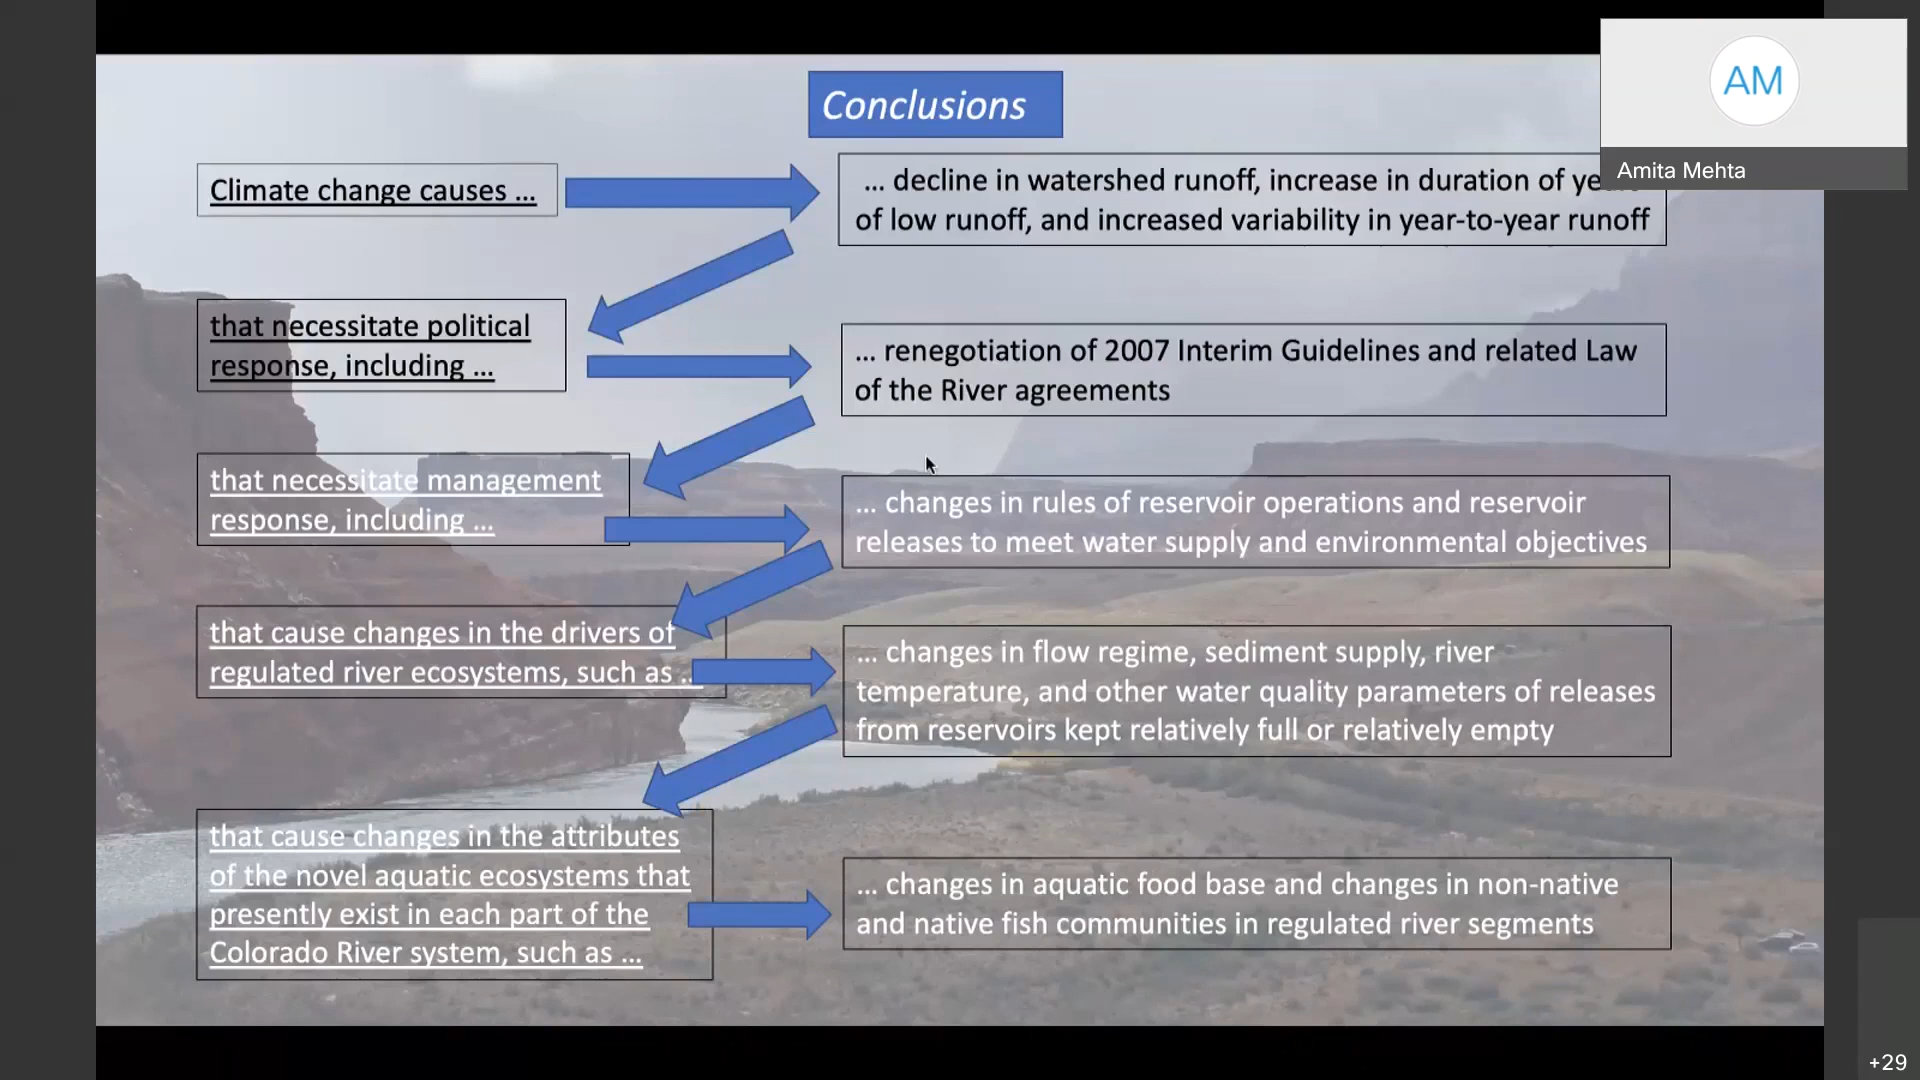 Conclusions
AM
Amita Mehta
Climate change causes ...
... decline in watershed runoff, increase in duration of
of low runoff, and increased variability in year-to-year runoff
that necessitate political
response, including ...
... renegotiation of 2007 Interim Guidelines and related Law
of the River agreements
that necessitate management
response, including ...
... changes in rules of reservoir operations and reservoir
releases to meet water supply and environmental objectives
that cause changes in the drivers of
regulated river ecosystems, such as ..
... changes in flow regime, sediment supply, river
temperature, and other water quality parameters of releases
from reservoirs kept relatively full or relatively empty
that cause changes in the attributes
of the novel aquatic ecosystems that
presently exist in each part of the
Colorado River system, such as ...
... changes in aquatic food base and changes in non-native
and native fish communities in regulated river segments
+29